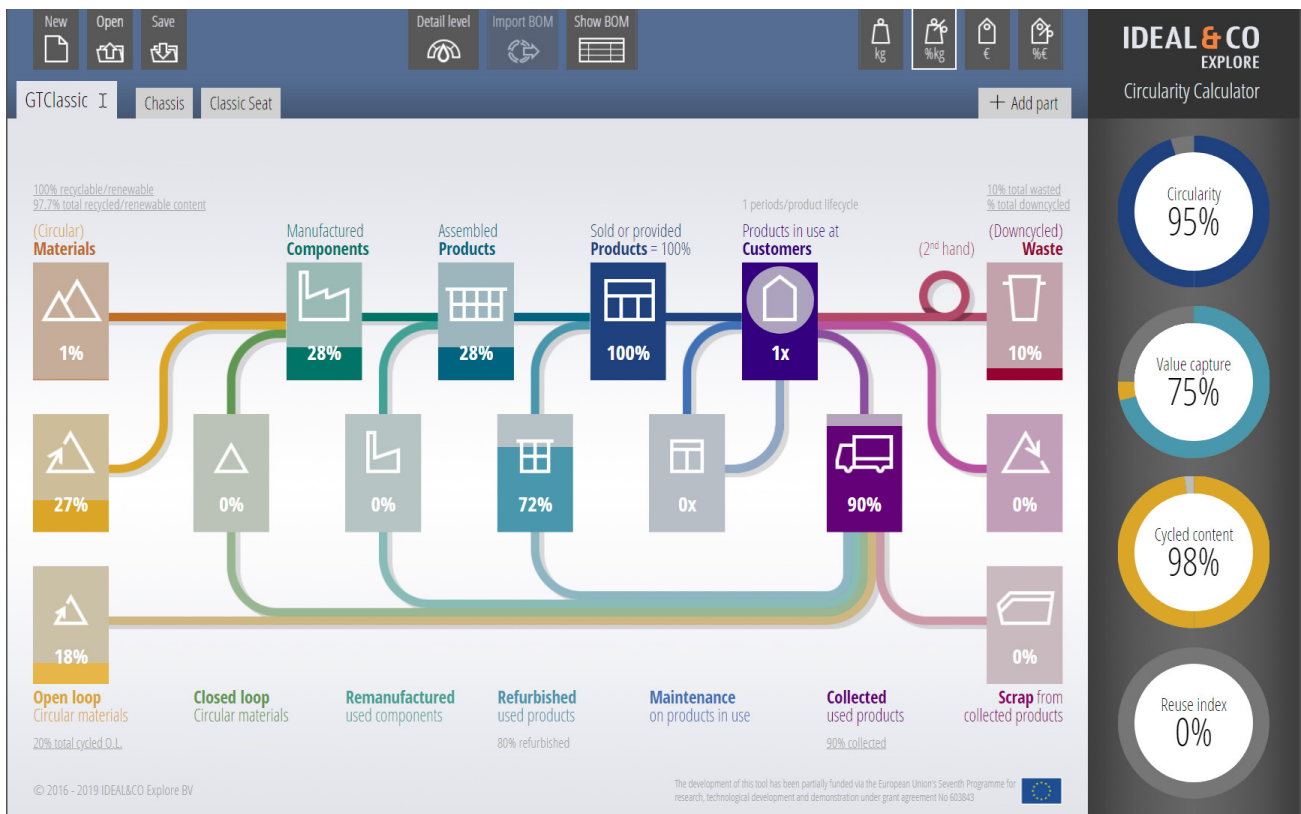 New
Open
Save
Detail level
Import BOM
Show BOM
kg
%kg
€
%€
IDEAL & CO
EXPLORE
Circularity Calculator
GTClassic
Chassis
Classic Seat
+ Add part
100% recyclable/renewable
97.7% total recycled/renewable content
1 periods/product lifecycle
10% total wasted
% total downcycled
(Circular)
Materials
Manufactured
Components
Assembled
Products
Sold or provided
Products = 100%
Products in use at
Customers
(2nd hand)
(Downcycled)
Waste
1%
28%
28%
100%
1x
10%
27%
0%
0%
72%
0x
90%
0%
18%
0%
Open loop
Circular materials
Closed loop
Circular materials
Remanufactured
used components
Refurbished
used products
Maintenance
on products in use
Collected
used products
Scrap from
collected products
20% total cycled O.L.
80% refurbished
90% collected
© 2016 - 2019 IDEAL&CO Explore BV
The development of this tool has been partially funded via the European Union's Seventh Programme for
research, technological development and demonstration under grant agreement No 603843
Circularity
95%
Value capture
75%
Cycled content
98%
Reuse index
0%